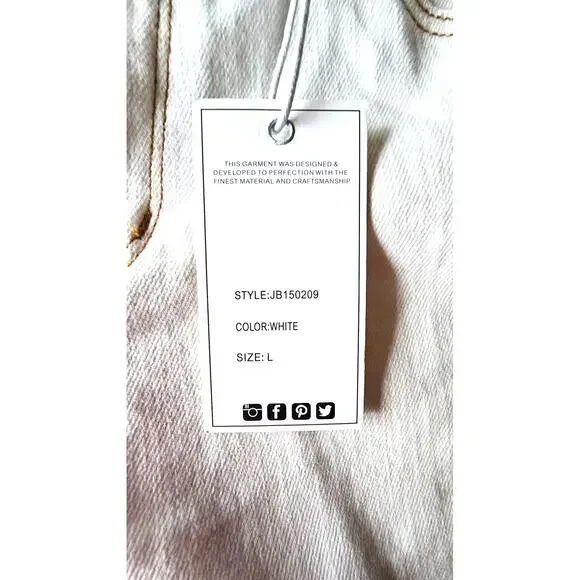 THIS GARMENT WAS DESIGNED &
DEVELOPED TO PERFECTION WITH THE
FINEST MATERIAL AND CRAFTSMANSHIP
STYLE:JB150209
COLOR:WHITE
SIZE: L